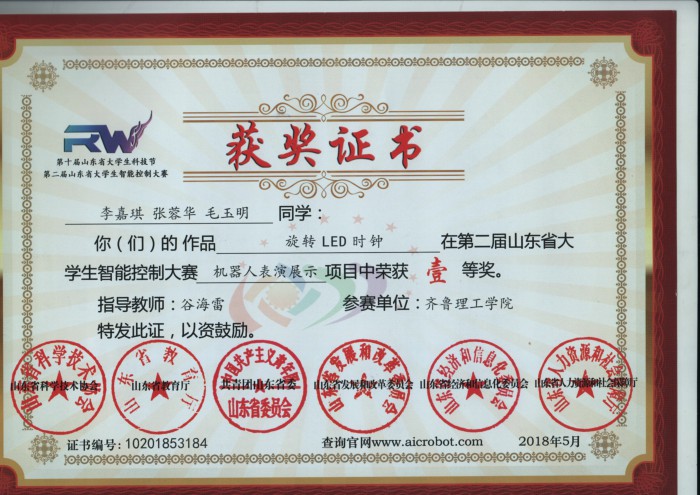 RW
获奖证书
第十届山东省大学生科技节
第二届山东省大学生智能控制大赛
李嘉琪 张蓉华 毛玉明 同学：
你（们）的 作品 旋转 LED 时钟 在第二届山东省大
学生智能控制大赛 机器人表演展示 项目中荣获 壹 等奖。
指导教师：谷海雷 参赛单位：齐鲁理工学院
特发此证，以资鼓励。
山东省科学技术协会 山东省教育厅 共青团山东省委 山东省发展和改革委员会 山东省经济和信息化委员会 山东省人力资源和社会保障厅
山东省委员会
证书编号：10201853184 查询官网www.aicrobot.com 2018年5月